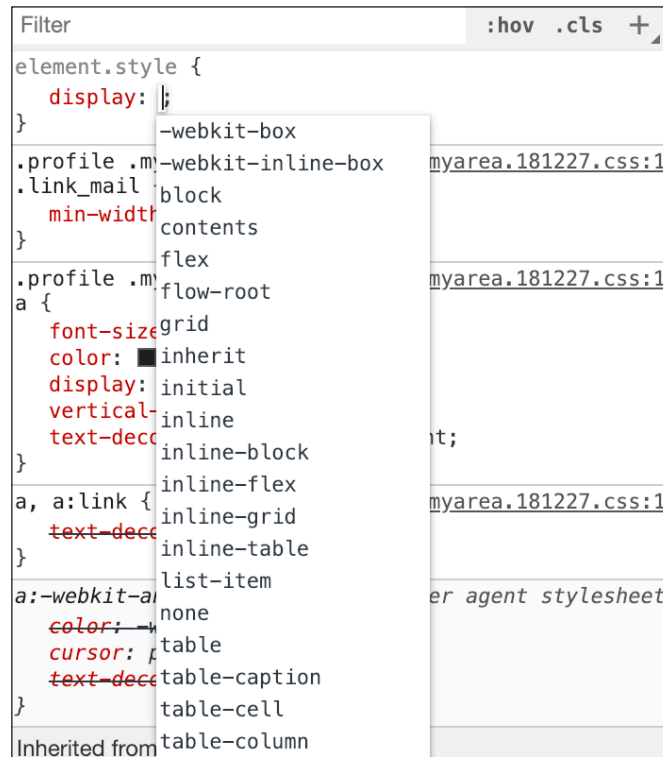 Filter :hov .cls +
element.style {
display: ;
}
-webkit-box
-webkit-inline-box
block
contents
flex
flow-root
grid
inherit
initial
inline
inline-block
inline-flex
inline-grid
inline-table
list-item
none
table
table-caption
table-cell
table-column
.profile .my myarea.181227.css:1
.link_mail
min-width
}
.profile .my myarea.181227.css:1
a {
font-size
color:
display:
vertical-
text-deco nt;
}
a, a:link { myarea.181227.css:1
text-deco
}
a:-webkit-an er agent stylesheet
color: -w
cursor: p
text-deco
}
Inherited from